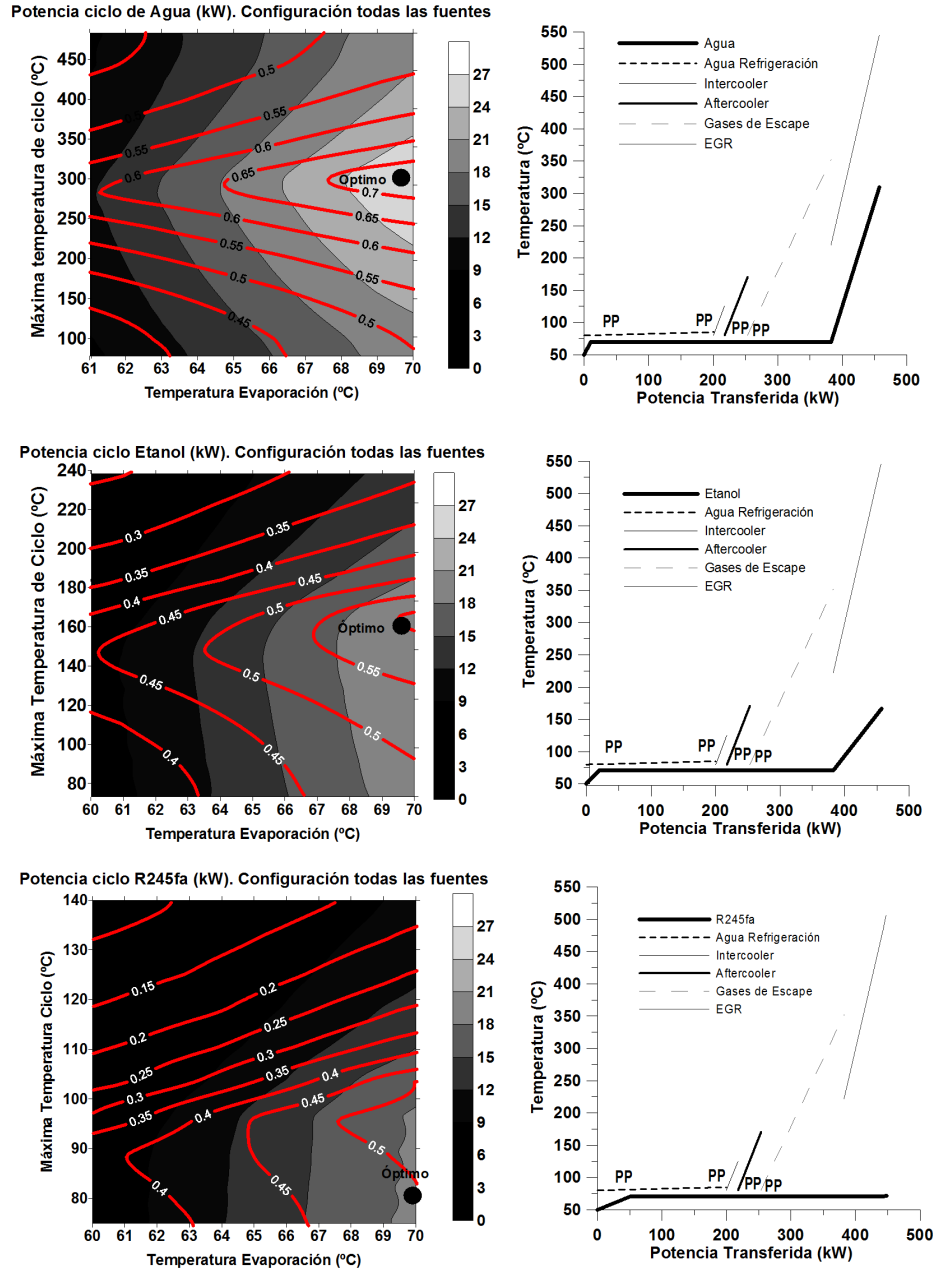 Potencia ciclo de Agua (kW). Configuración todas las fuentes
Máxima temperatura de ciclo (ºC)
450
400
350
300
250
200
150
100
61 62 63 64 65 66 67 68 69 70
Temperatura Evaporación (ºC)
0.5
0.5
0.55
0.55
0.6
0.6
0.65
0.7
0.65
0.6
0.6
0.55
0.55
0.5
0.5
0.45
Óptimo
27
24
21
18
15
12
9
6
3
0
Temperatura (ºC)
550
500
450
400
350
300
250
200
150
100
50
0 100 200 300 400 500
Potencia Transferida (kW)
Agua
Agua Refrigeración
Intercooler
Aftercooler
Gases de Escape
EGR
PP PP PP PP
Potencia ciclo Etanol (kW). Configuración todas las fuentes
Máxima Temperatura de Ciclo (ºC)
240
220
200
180
160
140
120
100
80
60 61 62 63 64 65 66 67 68 69 70
Temperatura Evaporación (ºC)
0.3
0.35
0.35
0.4
0.4
0.45
0.45
0.5
0.55
0.45
0.5
0.5
0.45
0.4
Óptimo
27
24
21
18
15
12
9
6
3
0
Temperatura (ºC)
550
500
450
400
350
300
250
200
150
100
50
0 100 200 300 400 500
Potencia Transferida (kW)
Etanol
Agua Refrigeración
Intercooler
Aftercooler
Gases de Escape
EGR
PP PP PP PP
Potencia ciclo R245fa (kW). Configuración todas las fuentes
Máxima Temperatura Ciclo (ºC)
140
130
120
110
100
90
80
60 61 62 63 64 65 66 67 68 69 70
Temperatura Evaporación (ºC)
0.15
0.2
0.2
0.25
0.25
0.3
0.3
0.35
0.35
0.4
0.4
0.45
0.5
0.45
0.4
Óptimo
27
24
21
18
15
12
9
6
3
0
Temperatura (ºC)
550
500
450
400
350
300
250
200
150
100
50
0 100 200 300 400 500
Potencia Transferida (kW)
R245fa
Agua Refrigeración
Intercooler
Aftercooler
Gases de Escape
EGR
PP PP PP PP